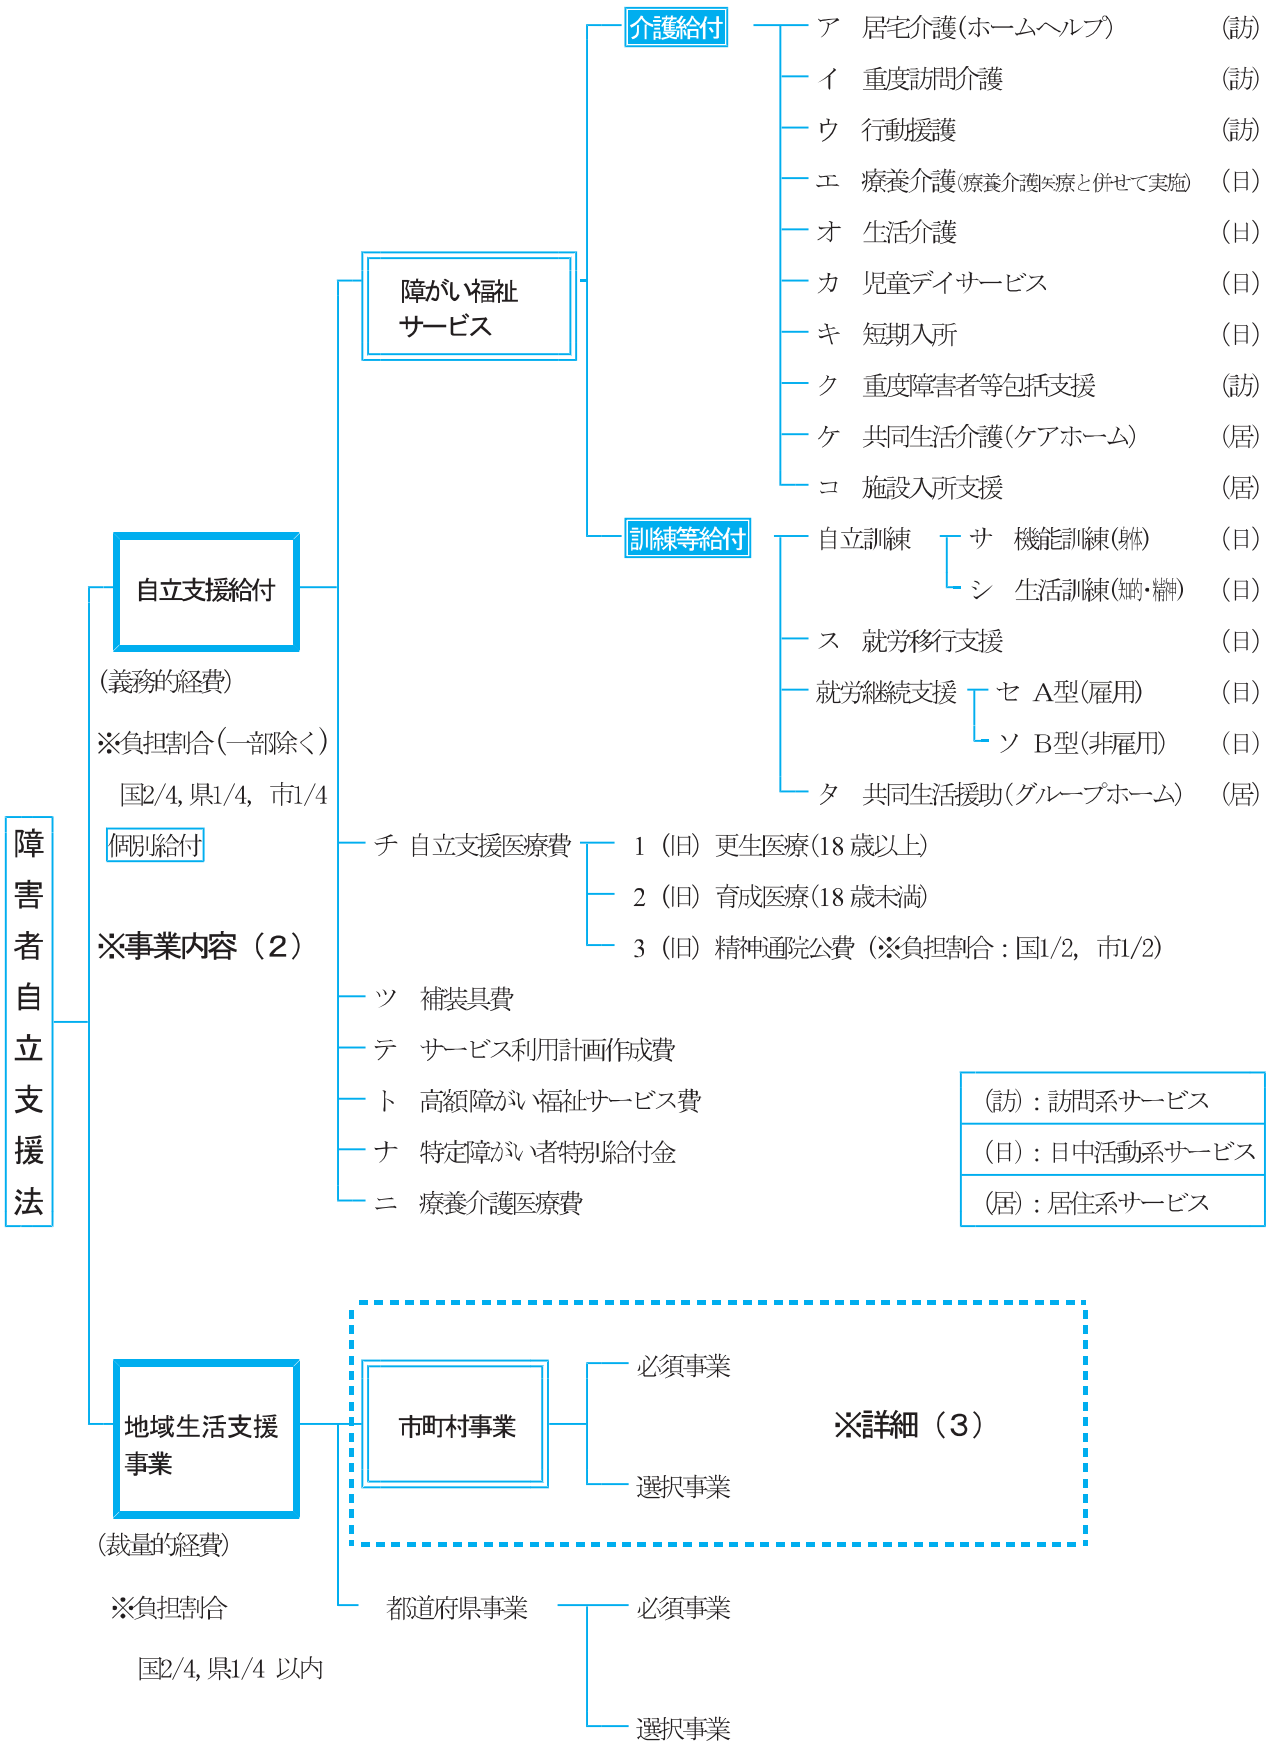 介護給付
ア 居宅介護(ホームヘルプ) (訪)
イ 重度訪問介護 (訪)
ウ 行動援護 (訪)
エ 療養介護(療養介護医療と併せて実施) (日)
オ 生活介護 (日)
カ 児童デイサービス (日)
キ 短期入所 (日)
ク 重度障害者等包括支援 (訪)
ケ 共同生活介護(ケアホーム) (居)
コ 施設入所支援 (居)
障がい福祉
サービス
訓練等給付
自立訓練 サ 機能訓練(身体) (日)
シ 生活訓練(知的・精神) (日)
ス 就労移行支援 (日)
就労継続支援 セ A型(雇用) (日)
ソ B型(非雇用) (日)
タ 共同生活援助(グループホーム) (居)
自立支援給付
(義務的経費)
※負担割合(一部除く)
国2/4, 県1/4, 市1/4
個別給付
※事業内容（2）
チ 自立支援医療費
1 (旧) 更生医療(18 歳以上)
2 (旧) 育成医療(18 歳未満)
3 (旧) 精神通院公費 (※負担割合：国1/2, 市1/2)
ツ 補装具費
テ サービス利用計画作成費
ト 高額障がい福祉サービス費
ナ 特定障がい者特別給付金
ニ 療養介護医療費
(訪)：訪問系サービス
(日)：日中活動系サービス
(居)：居住系サービス
障害者自立支援法
地域生活支援
事業
(裁量的経費)
※負担割合
国2/4, 県1/4 以内
市町村事業
必須事業
選択事業
※詳細（3）
都道府県事業
必須事業
選択事業